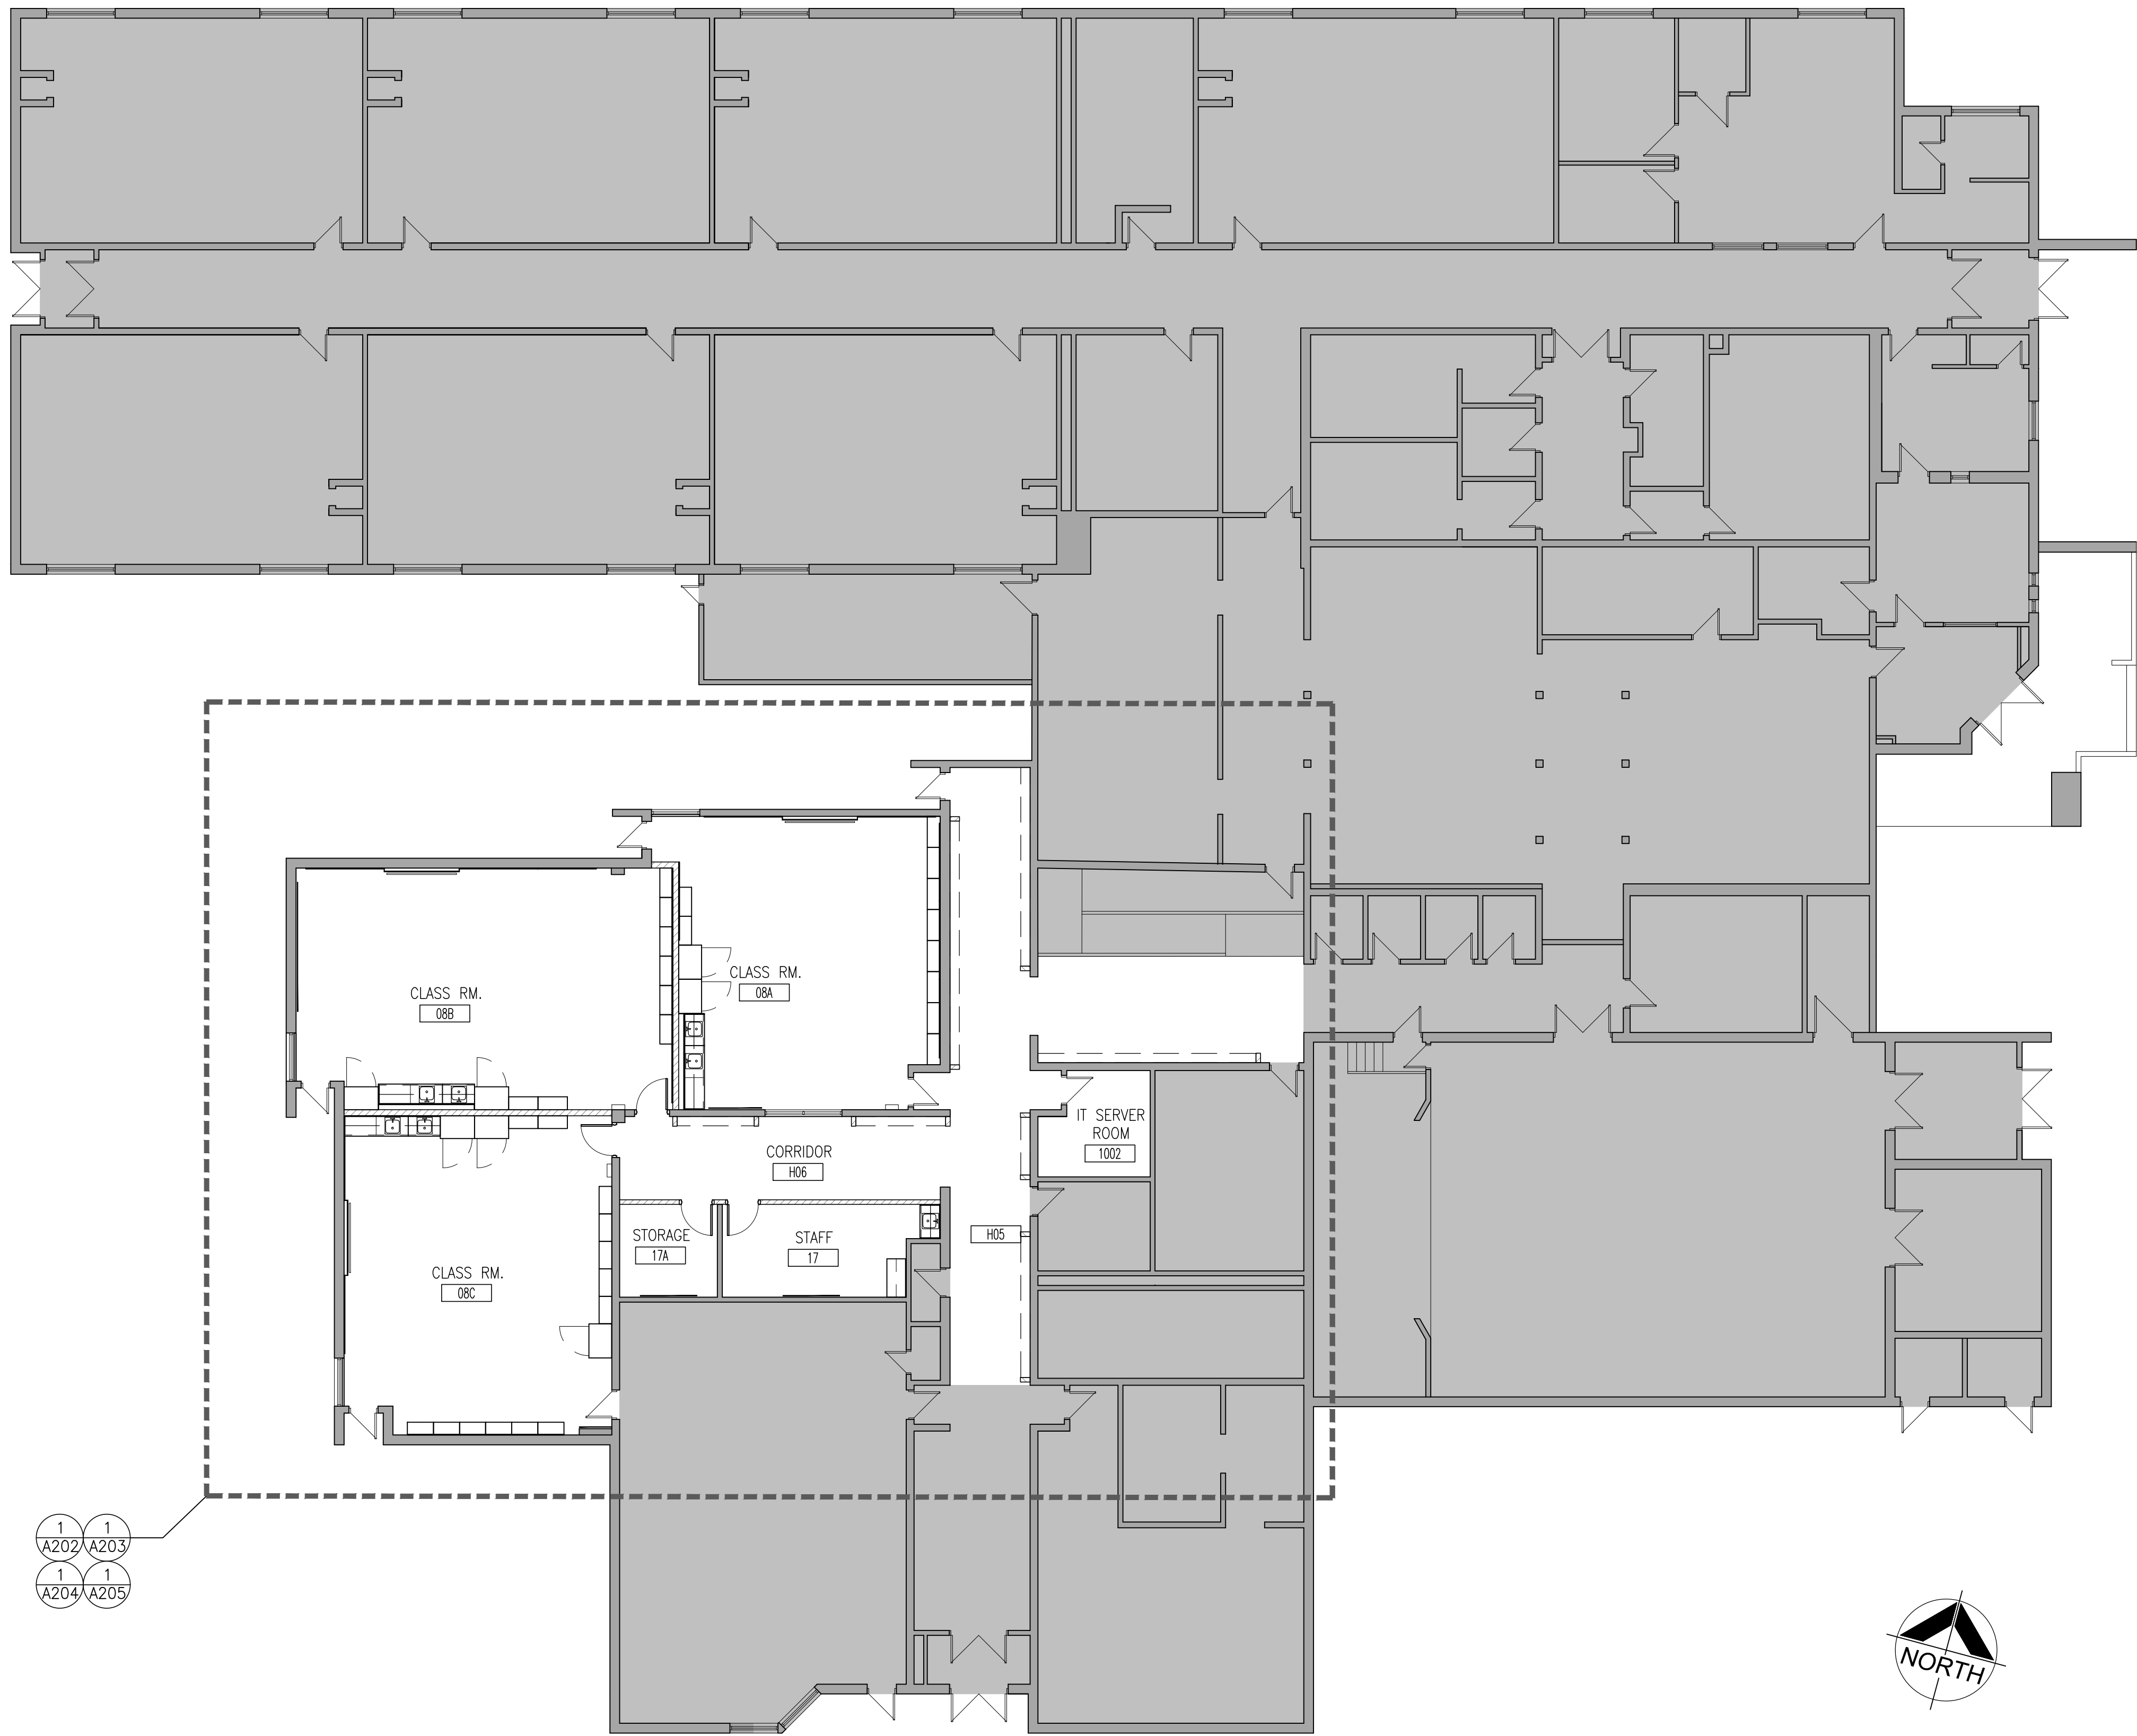 CLASS RM.
08A
CLASS RM.
08B
IT SERVER
ROOM
1002
CORRIDOR
H06
STORAGE
17A
STAFF
17
H05
CLASS RM.
08C
1
A202
1
A203
1
A204
1
A205
NORTH